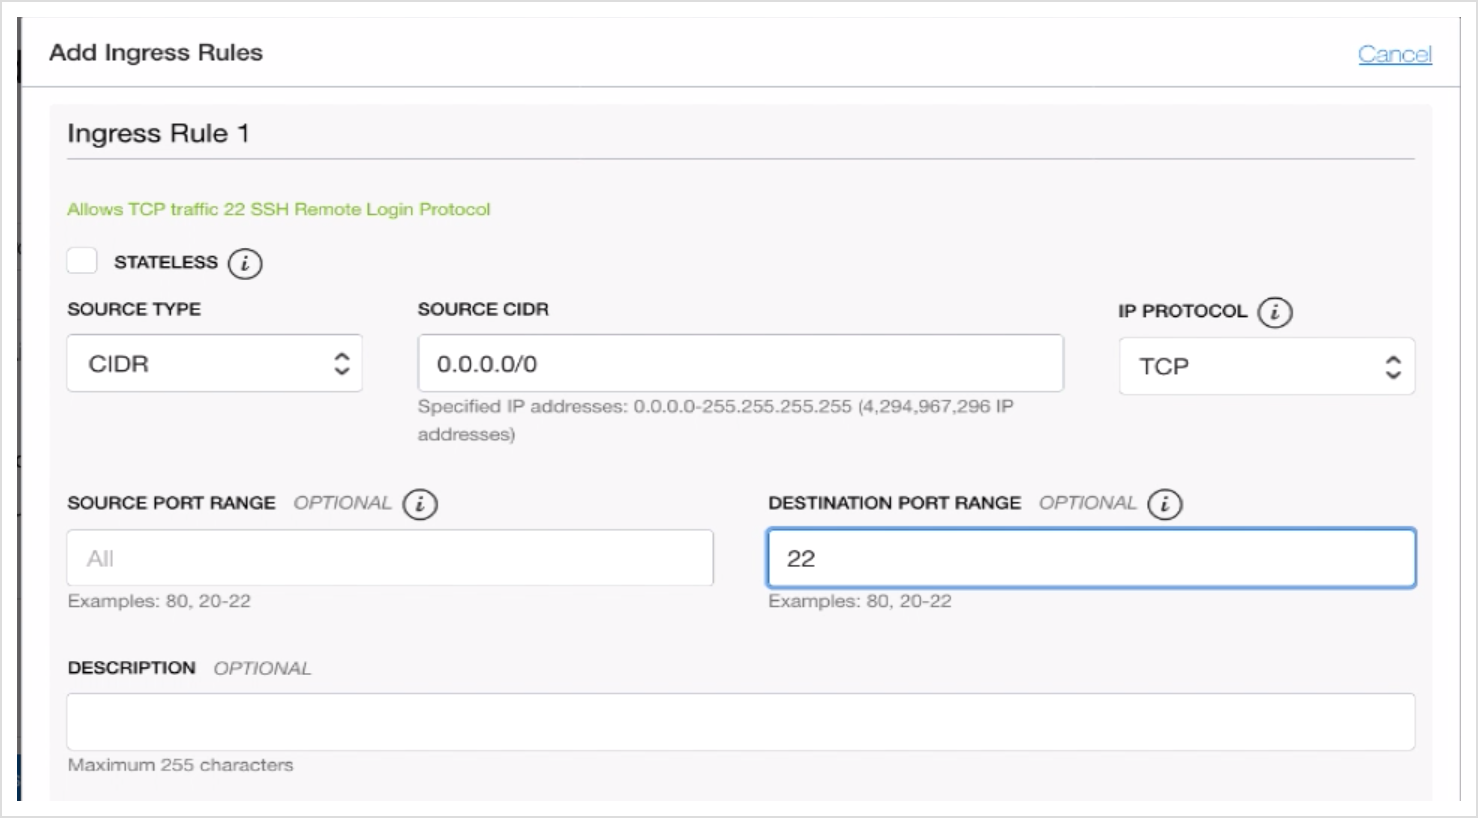 Add Ingress Rules
Cancel
Ingress Rule 1
Allows TCP traffic 22 SSH Remote Login Protocol
STATELESS i
SOURCE TYPE
SOURCE CIDR
IP PROTOCOL i
CIDR
0.0.0.0/0
TCP
Specified IP addresses: 0.0.0.0-255.255.255.255 (4,294,967,296 IP
addresses)
SOURCE PORT RANGE OPTIONAL i
DESTINATION PORT RANGE OPTIONAL i
All
22
Examples: 80, 20-22
Examples: 80, 20-22
DESCRIPTION OPTIONAL
Maximum 255 characters